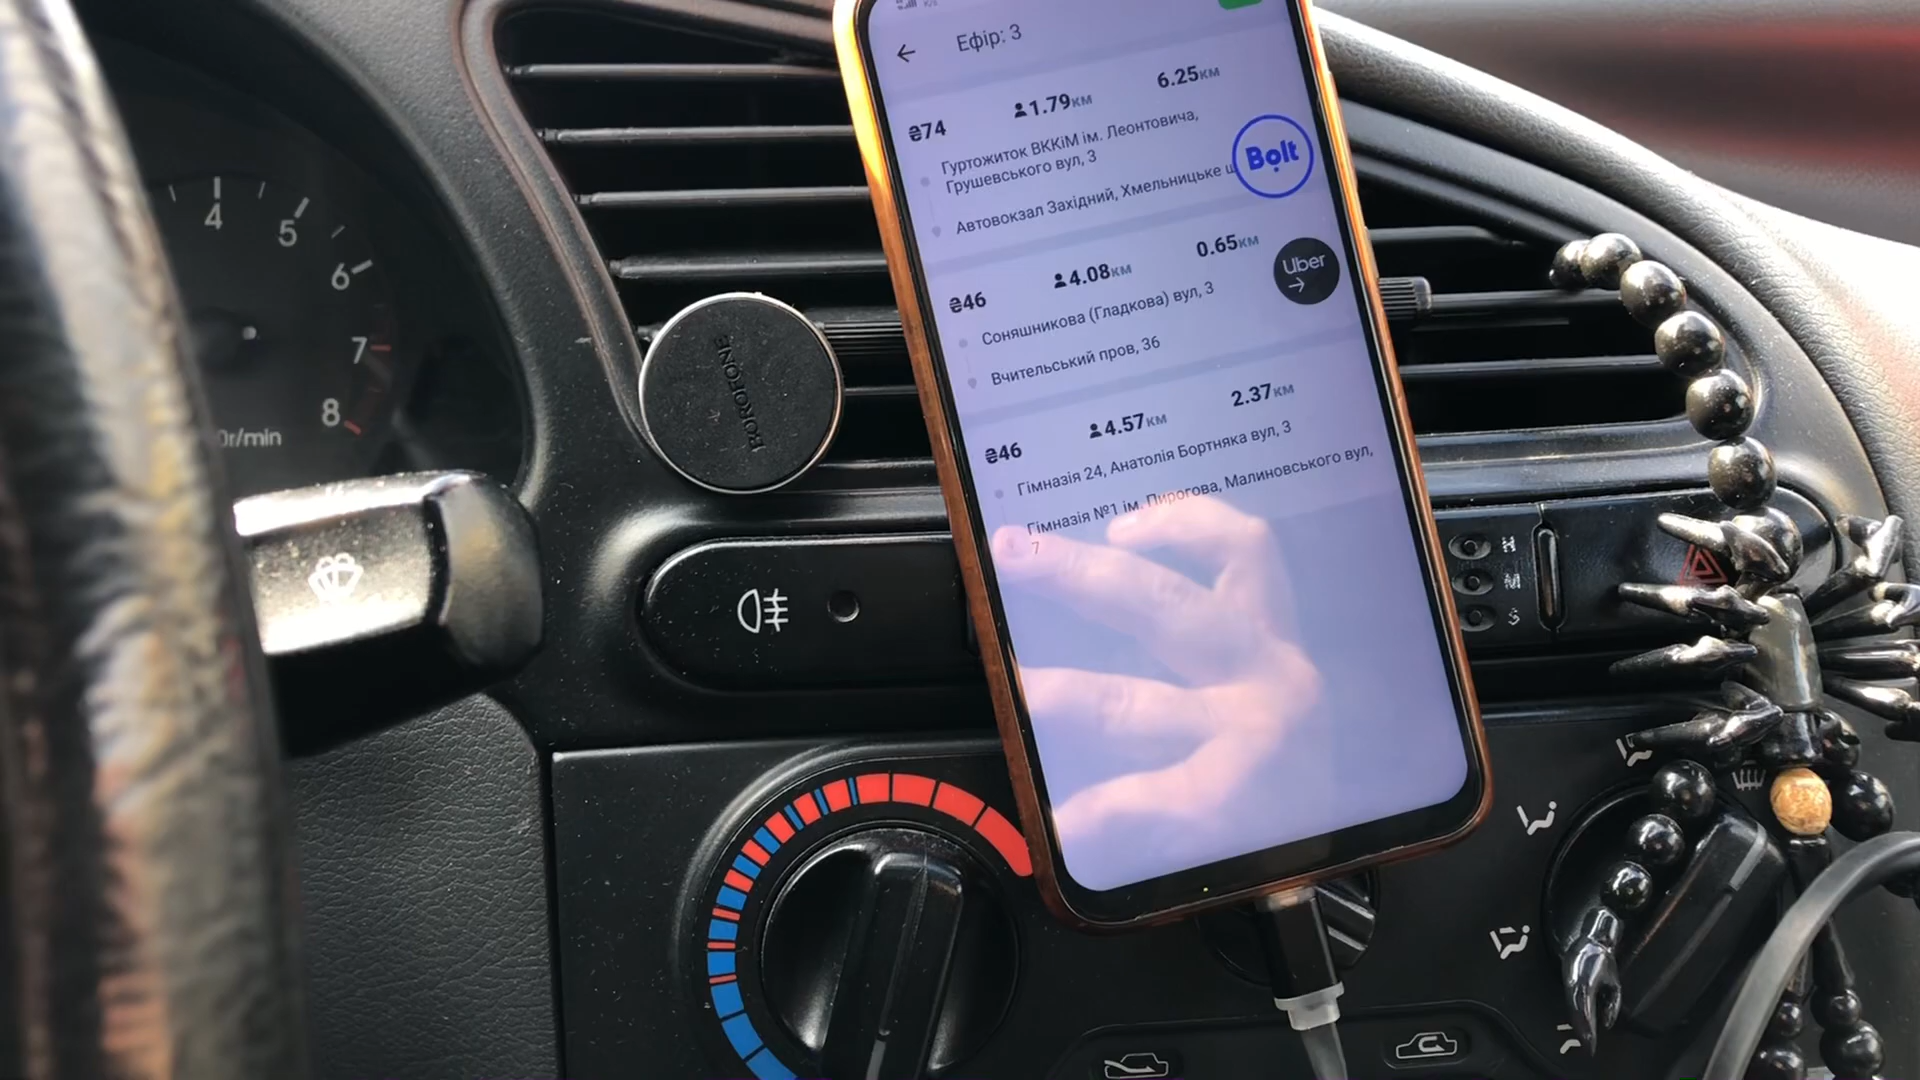 Ефір: 3
₴74
1.79км
6.25км
Гуртожиток ВККіМ ім. Леонтовича,
Грушевського вул, 3
Автовокзал Західний, Хмельницьке
Bolt
₴46
4.08км
0.65км
Соняшникова (Гладкова) вул, 3
Вчительський пров, 36
Uber
₴46
4.57км
2.37км
Гімназія 24, Анатолія Бортняка вул, 3
Гімназія №1 ім. Пирогова, Малиновського вул,
7
BOROFONE
4
5
6
7
8
0r/min